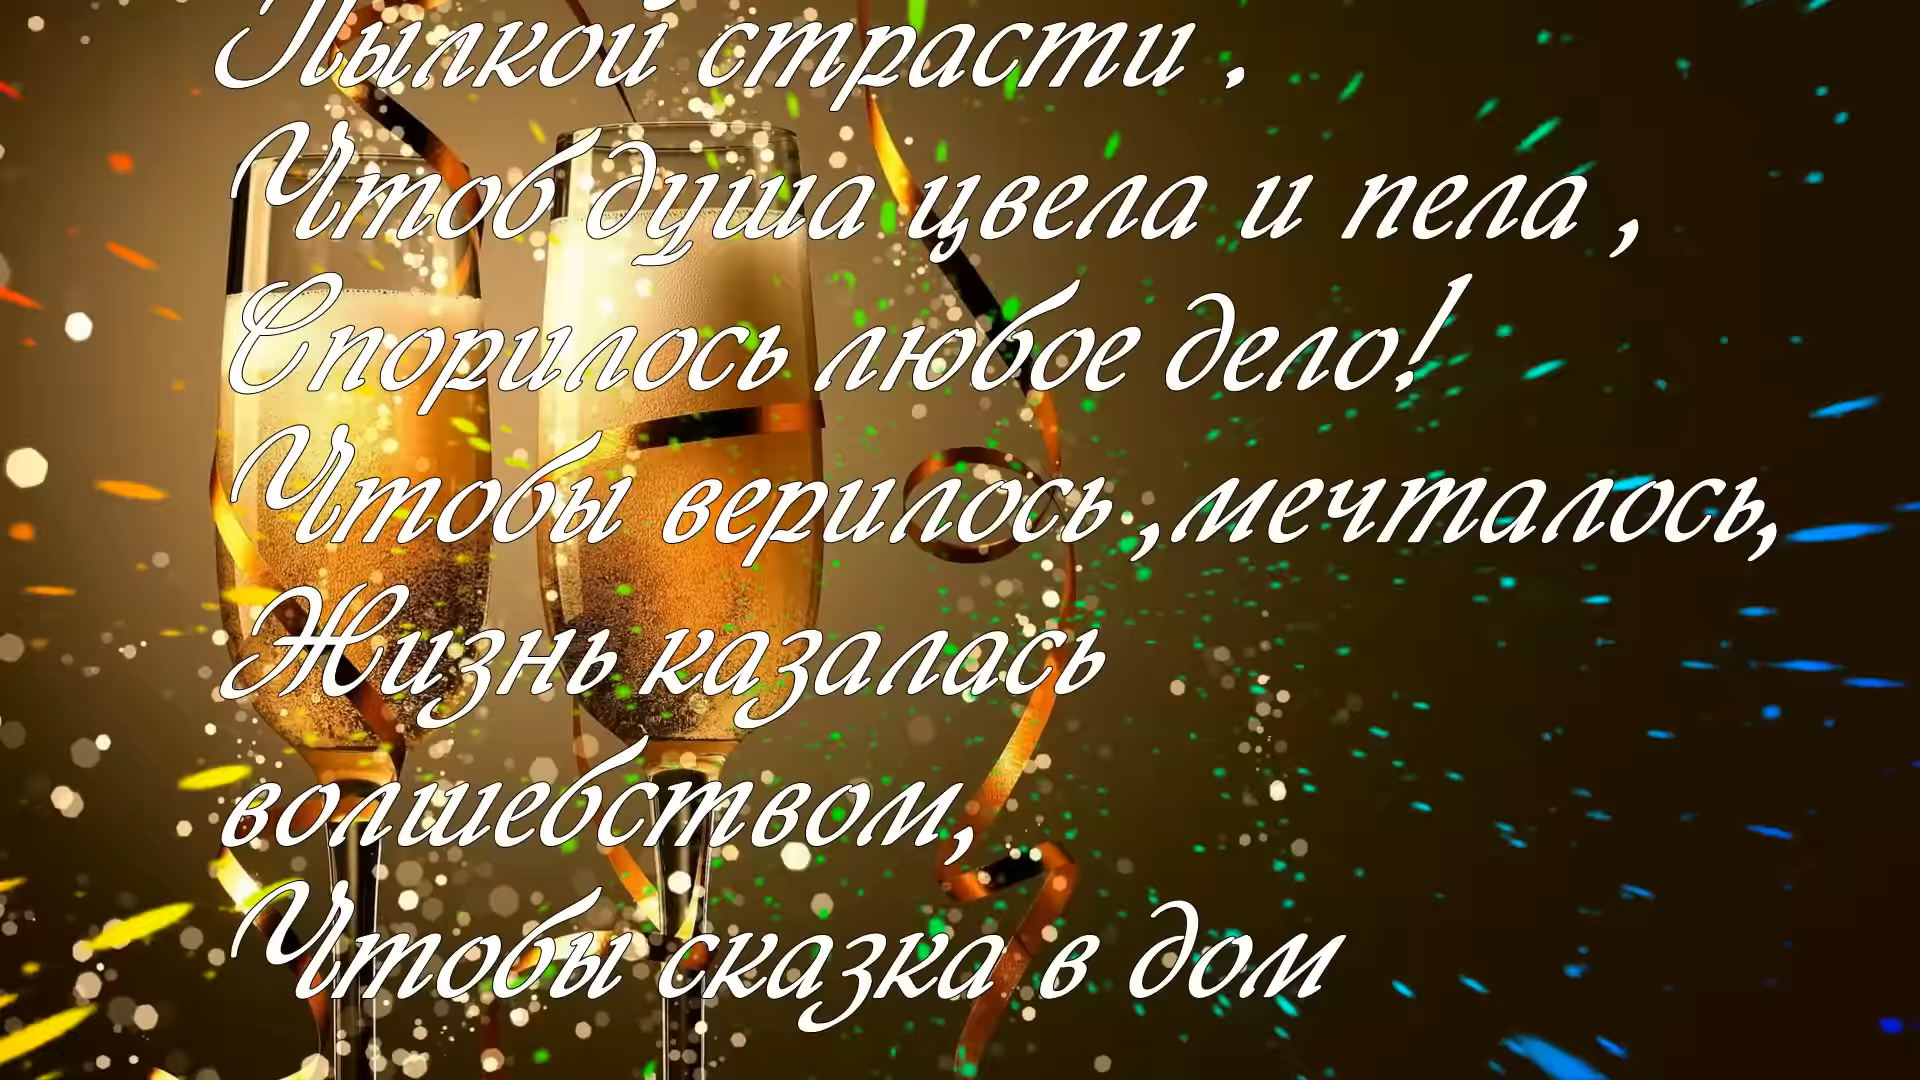 Пылкой страсти .
Чтоб душа цвела и пела ,
Спорилось любое дело!
Чтобы верилось ,мечталось,
Жизнь казалась
волшебством,
Чтобы сказка в дом